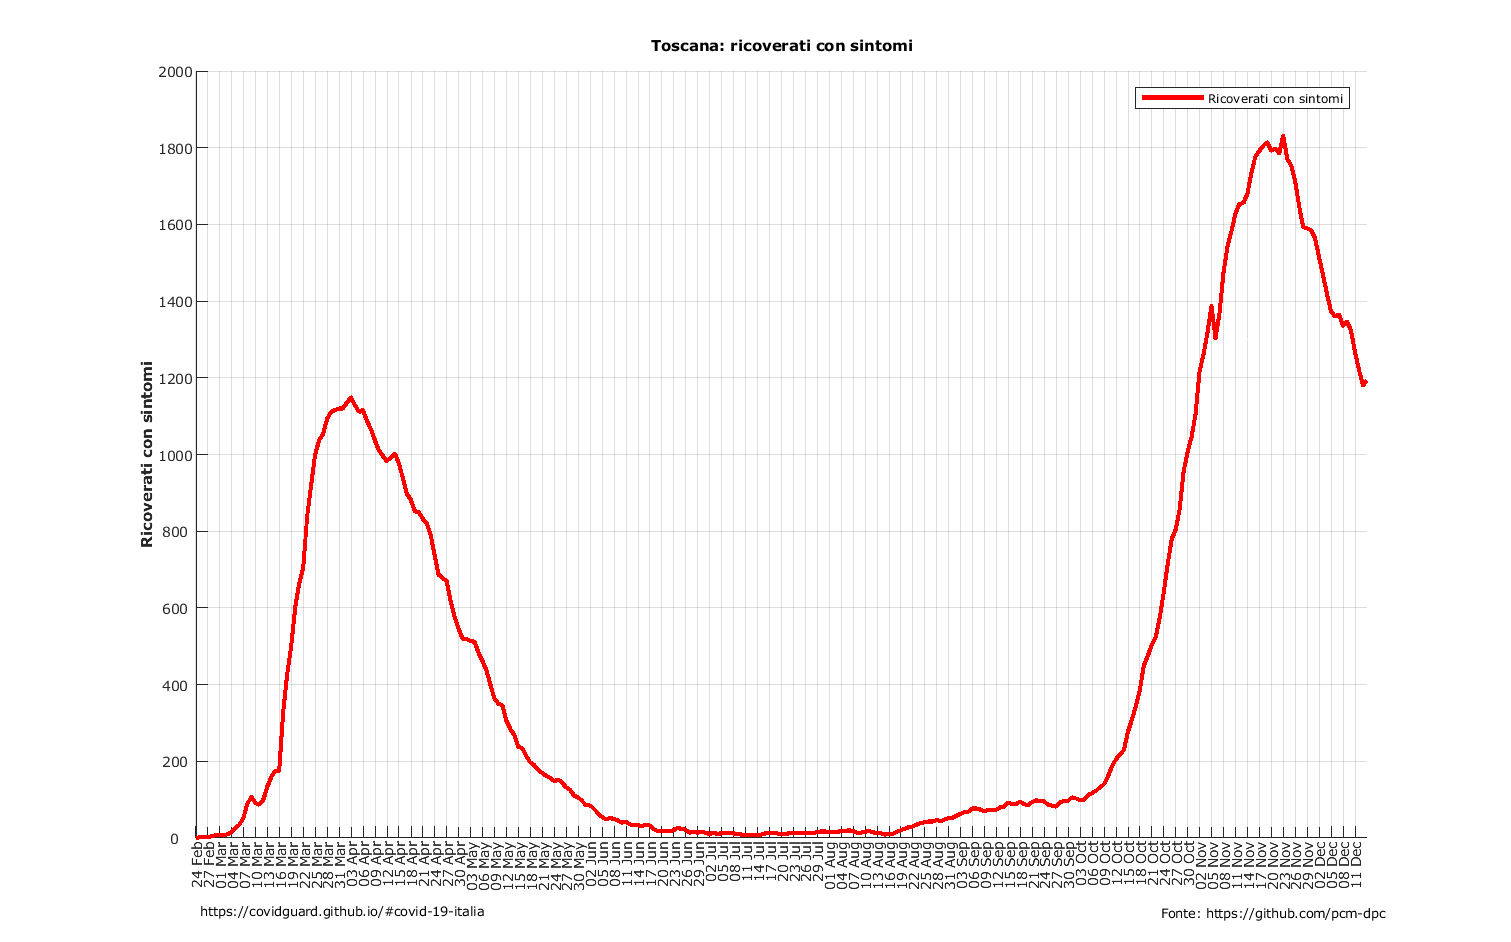 Toscana: ricoverati con sintomi
Ricoverati con sintomi
Ricoverati con sintomi
2000
1800
1600
1400
1200
1000
800
600
400
200
0
24 Feb
27 Feb
01 Mar
04 Mar
07 Mar
10 Mar
13 Mar
16 Mar
19 Mar
22 Mar
25 Mar
28 Mar
31 Mar
03 Apr
06 Apr
09 Apr
12 Apr
15 Apr
18 Apr
21 Apr
24 Apr
27 Apr
30 Apr
03 May
06 May
09 May
12 May
15 May
18 May
21 May
24 May
27 May
30 May
02 Jun
05 Jun
08 Jun
11 Jun
14 Jun
17 Jun
20 Jun
23 Jun
26 Jun
29 Jun
02 Jul
05 Jul
08 Jul
11 Jul
14 Jul
17 Jul
20 Jul
23 Jul
26 Jul
29 Jul
01 Aug
04 Aug
07 Aug
10 Aug
13 Aug
16 Aug
19 Aug
22 Aug
25 Aug
28 Aug
31 Aug
03 Sep
06 Sep
09 Sep
12 Sep
15 Sep
18 Sep
21 Sep
24 Sep
27 Sep
30 Sep
03 Oct
06 Oct
09 Oct
12 Oct
15 Oct
18 Oct
21 Oct
24 Oct
27 Oct
30 Oct
02 Nov
05 Nov
08 Nov
11 Nov
14 Nov
17 Nov
20 Nov
23 Nov
26 Nov
29 Nov
02 Dec
05 Dec
08 Dec
11 Dec
https://covidguard.github.io/#covid-19-italia
Fonte: https://github.com/pcm-dpc